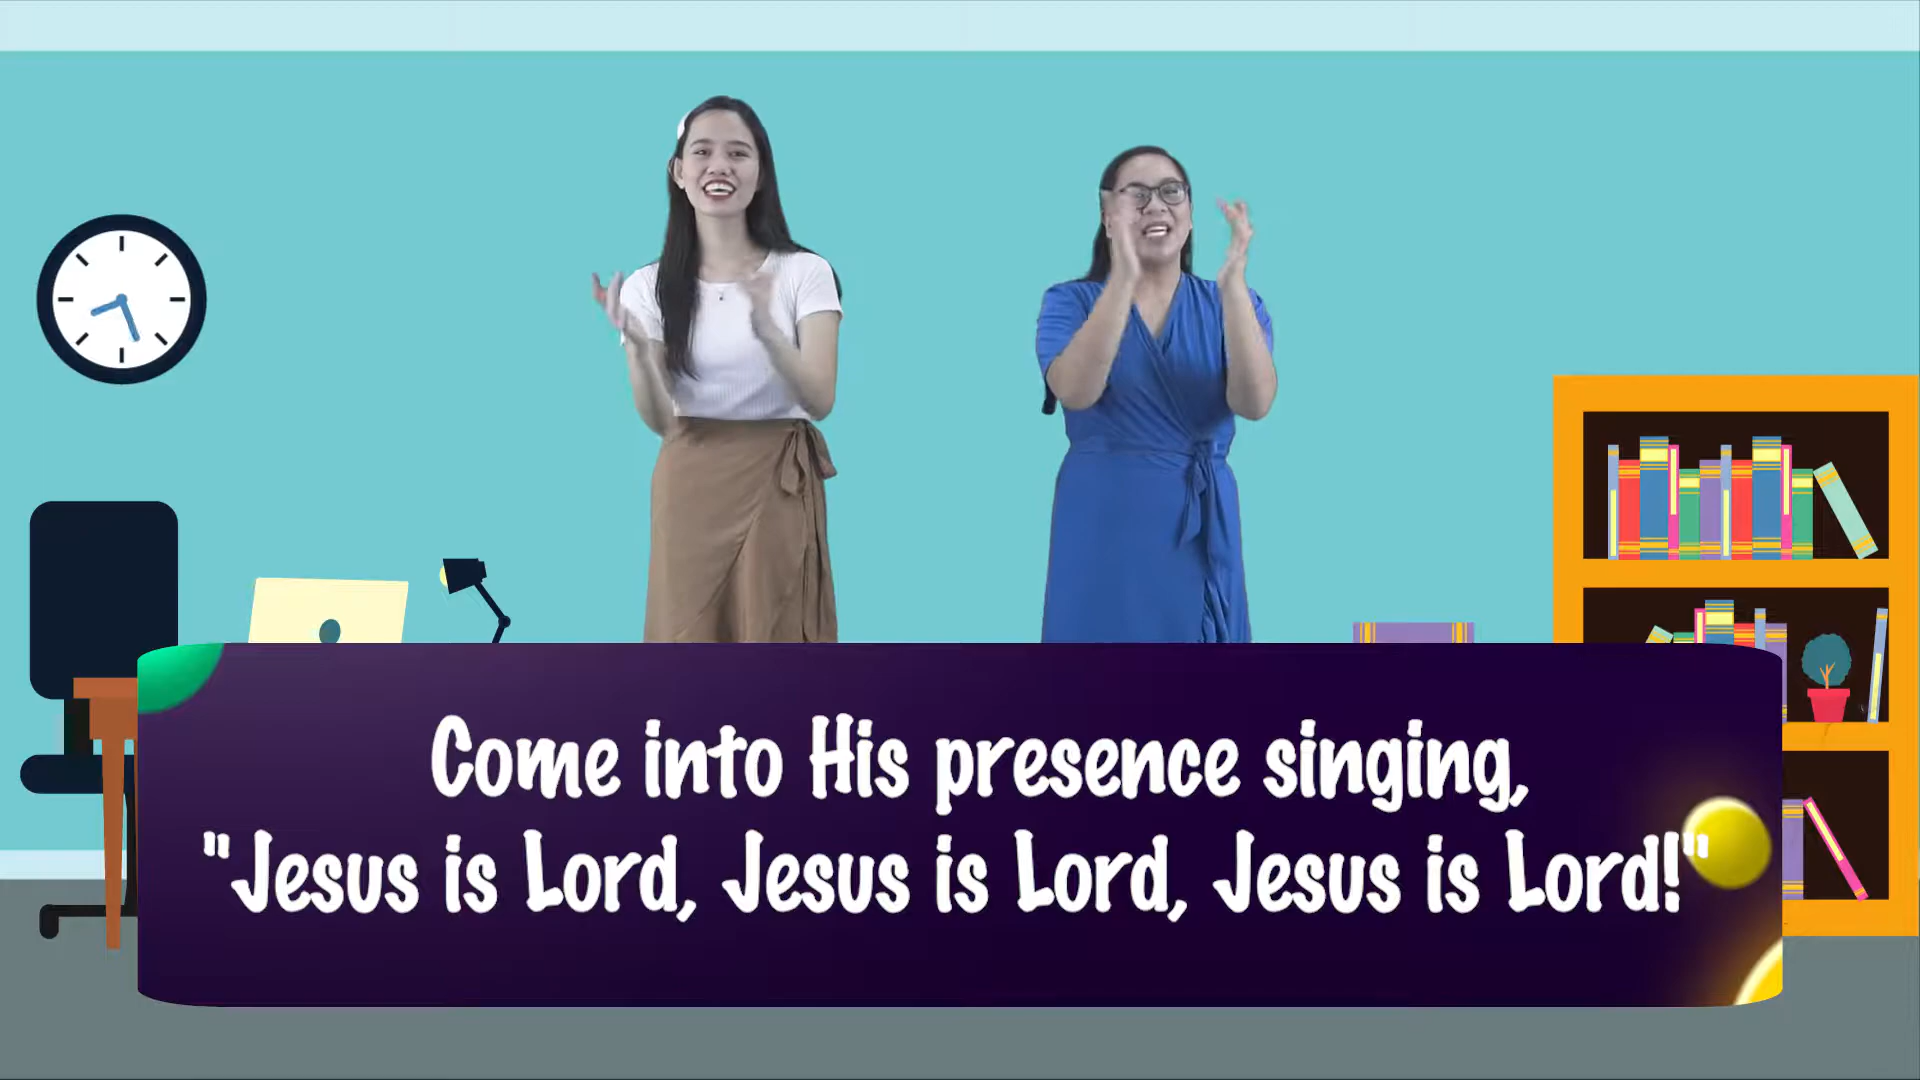 Come into His presence singing,
"Jesus is Lord, Jesus is Lord, Jesus is Lord!"